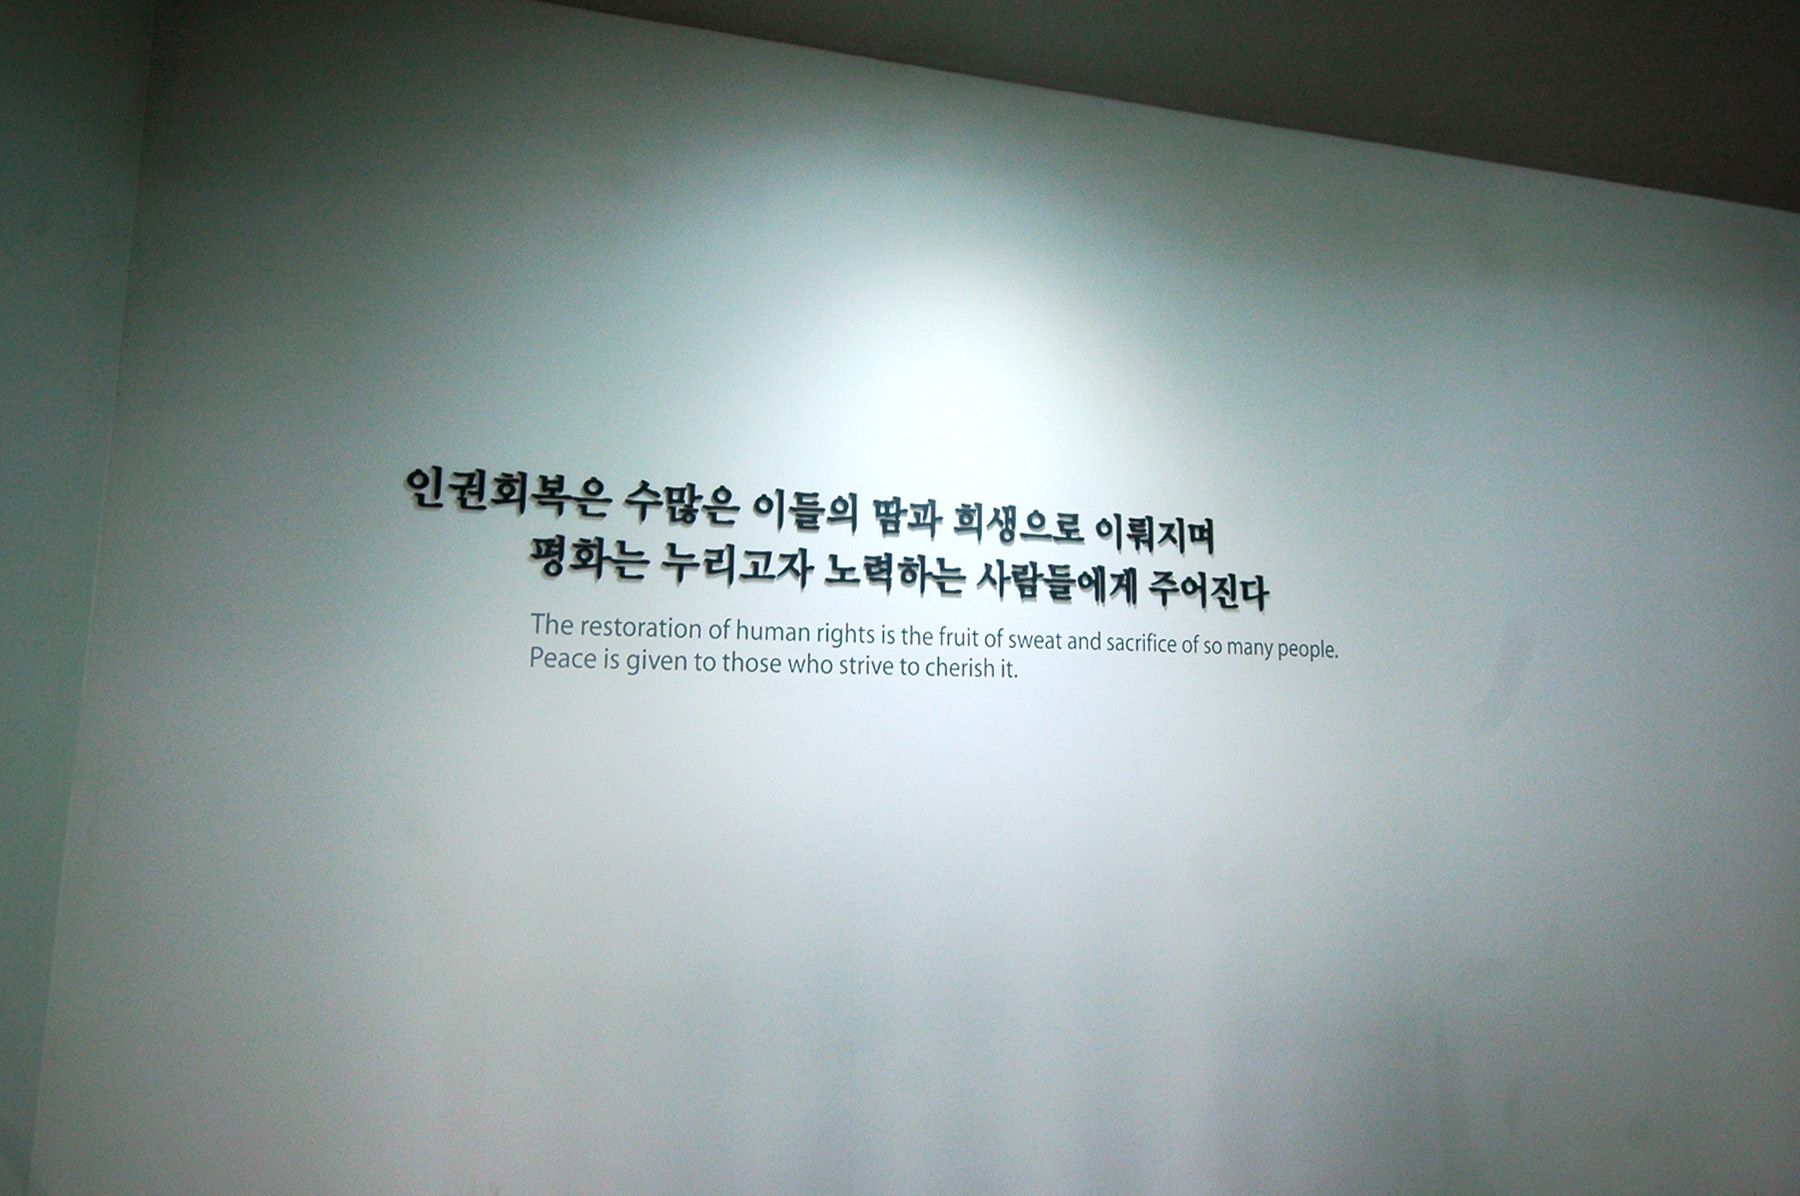 인권회복은 수많은 이들의 땀과 희생으로 이뤄지며
평화는 누리고자 노력하는 사람들에게 주어진다
The restoration of human rights is the fruit of sweat and sacrifice of so many people.
Peace is given to those who strive to cherish it.